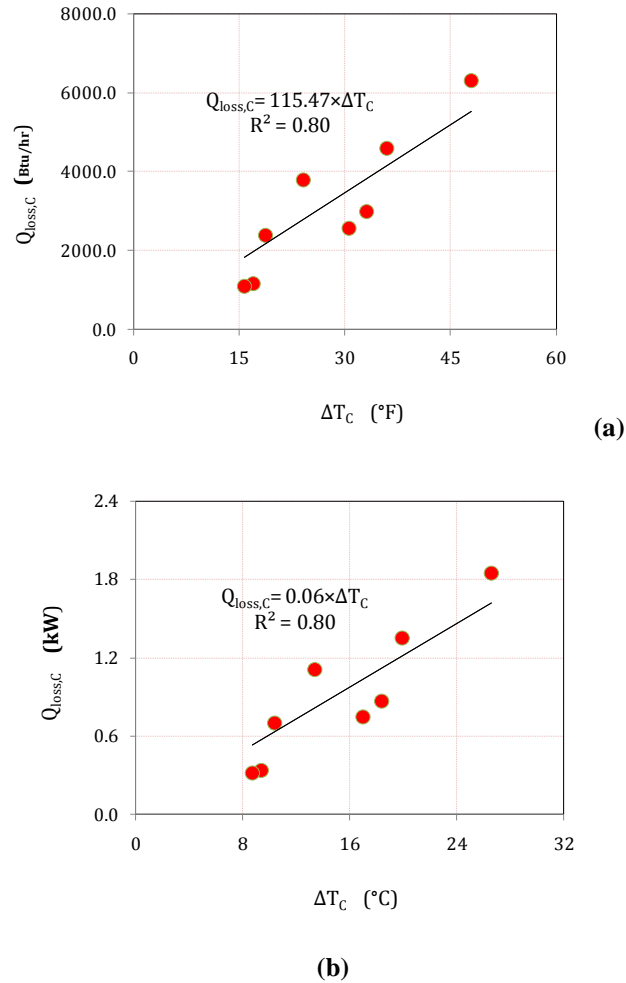 8000.0
6000.0
4000.0
2000.0
0.0
Q_loss,C (Btu/hr)
Q_loss,C= 115.47×ΔT_C
R² = 0.80
0 15 30 45 60
ΔT_C (°F)
(a)
2.4
1.8
1.2
0.6
0.0
Q_loss,C (kW)
Q_loss,C= 0.06×ΔT_C
R² = 0.80
0 8 16 24 32
ΔT_C (°C)
(b)